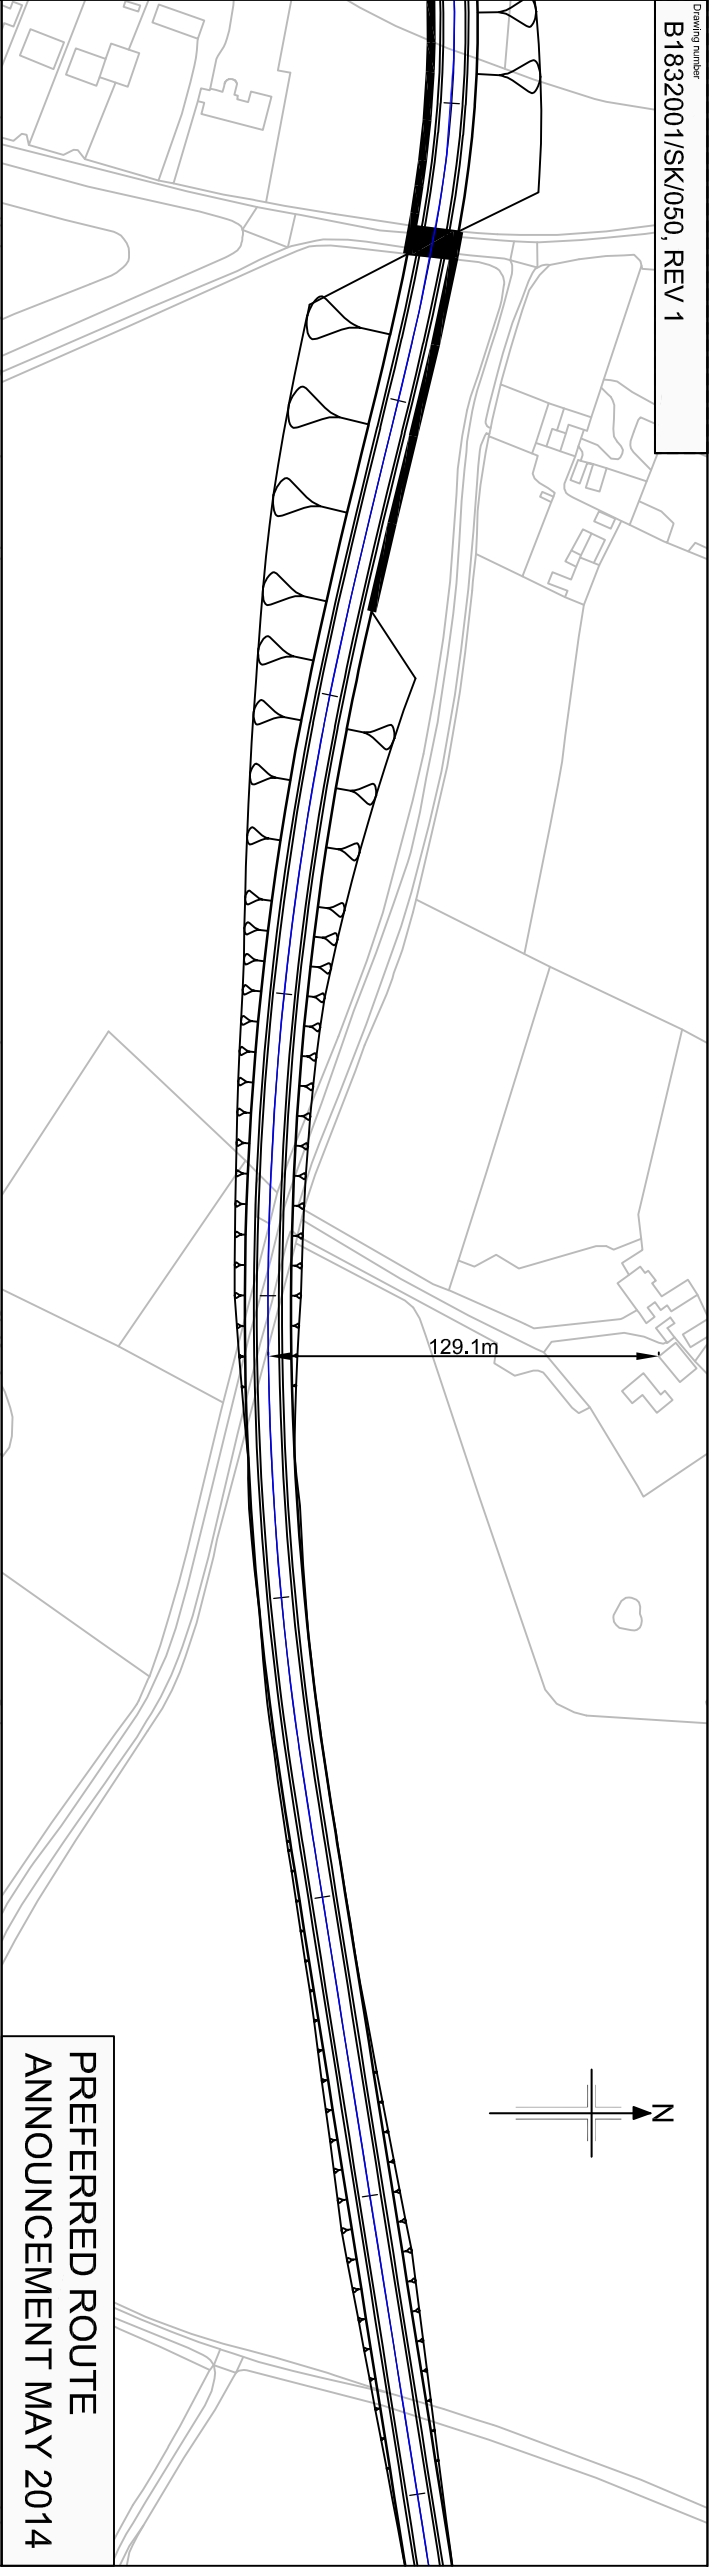 Drawing number
B1832001/SK/050, REV 1
129.1m
N
PREFERRED ROUTE
ANNOUNCEMENT MAY 2014